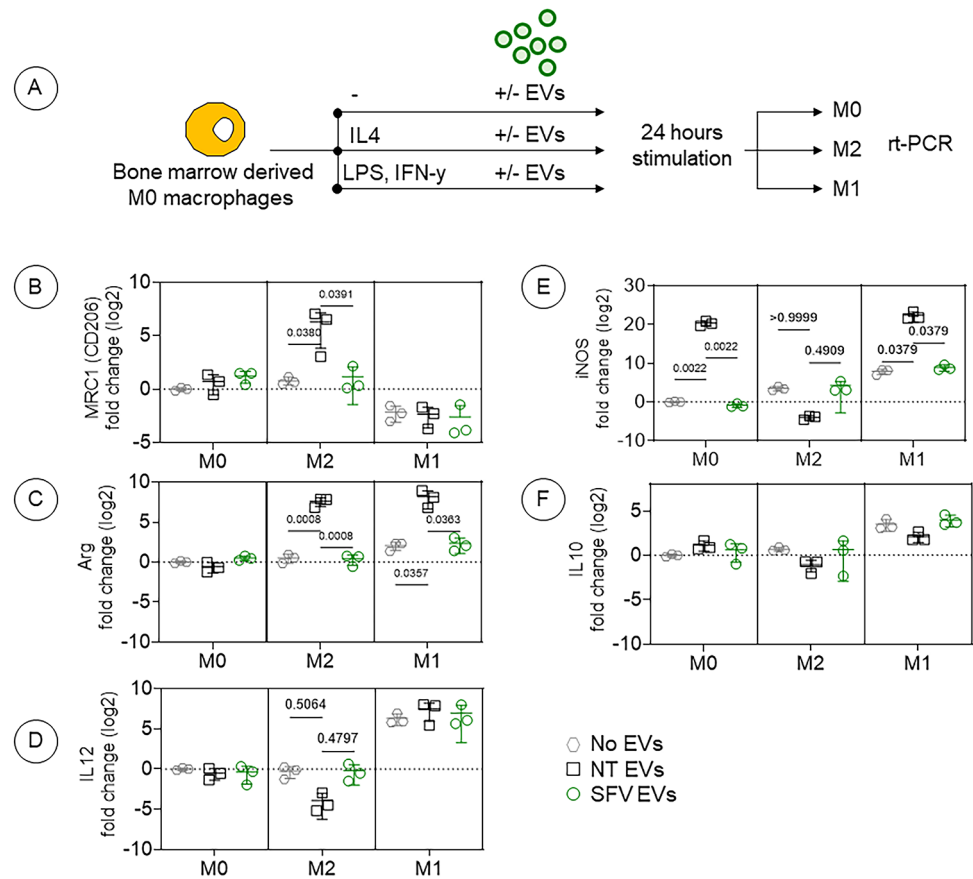 A
-
+/- EVs
M0
IL4
+/- EVs
24 hours
stimulation
M2
rt-PCR
LPS, IFN-y
+/- EVs
M1
Bone marrow derived
M0 macrophages
B
MRC1 (CD206)
fold change (log2)
10
5
0
-5
0.0380
0.0391
M0
M2
M1
C
Arg
fold change (log2)
10
5
0
-5
-10
0.0008
0.0008
0.0357
0.0363
M0
M2
M1
D
IL12
fold change (log2)
10
5
0
-5
-10
0.5064
0.4797
M0
M2
M1
E
iNOS
fold change (log2)
30
20
10
0
-10
0.0022
0.0022
>0.9999
0.4909
0.0379
0.0379
M0
M2
M1
F
IL10
fold change (log2)
5
0
-5
-10
M0
M2
M1
No EVs
NT EVs
SFV EVs